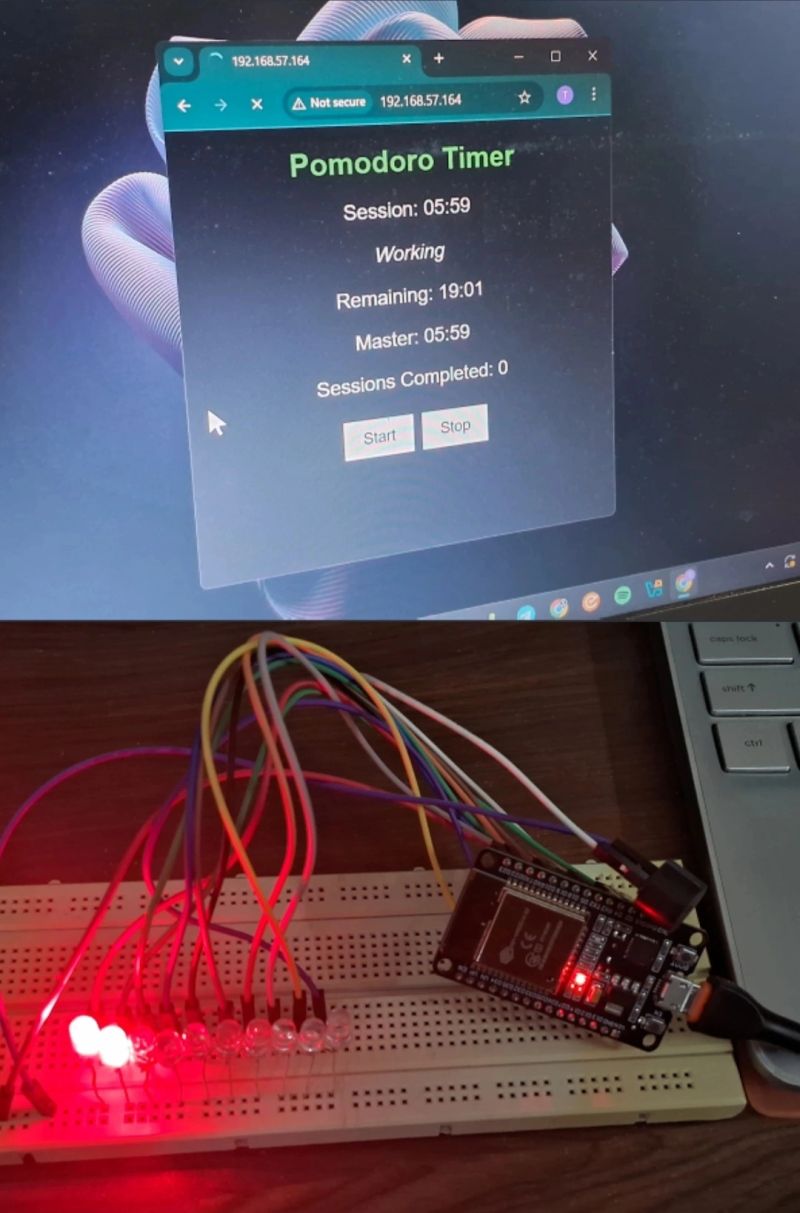 192.168.57.164
Not secure 192.168.57.164
T
Pomodoro Timer
Session: 05:59
Working
Remaining: 19:01
Master: 05:59
Sessions Completed: 0
Start Stop
caps lock
shift ↑
ctrl
CE